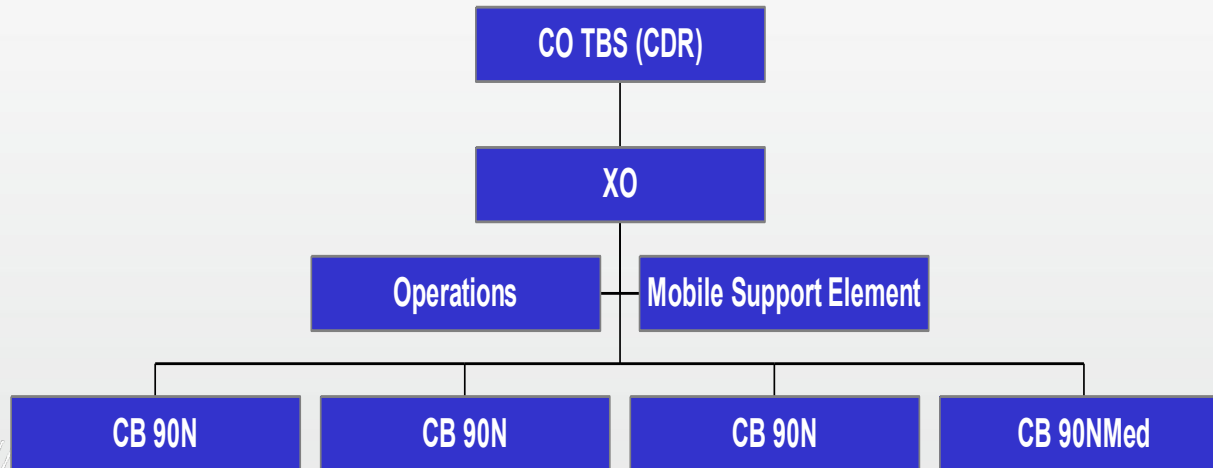 CO TBS (CDR)
XO
Operations
Mobile Support Element
CB 90N
CB 90N
CB 90N
CB 90NMed